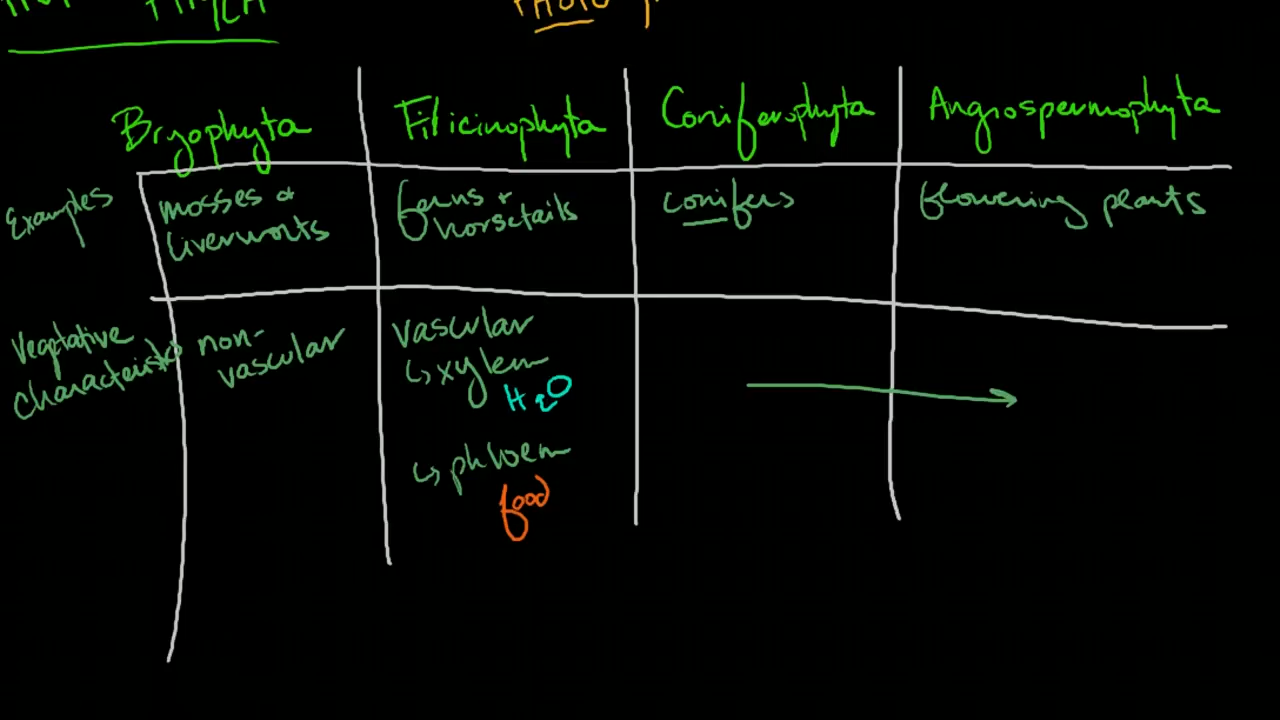 PHYLA
Bryophyta Filicinophyta Coniferophyta Angiospermophyta
Examples
mosses &
liverworts
ferns &
horsetails
conifers
flowering plants
Vegetative
characteristics
non-
vascular
vascular
↳ xylem
H2O
↳ phloem
food